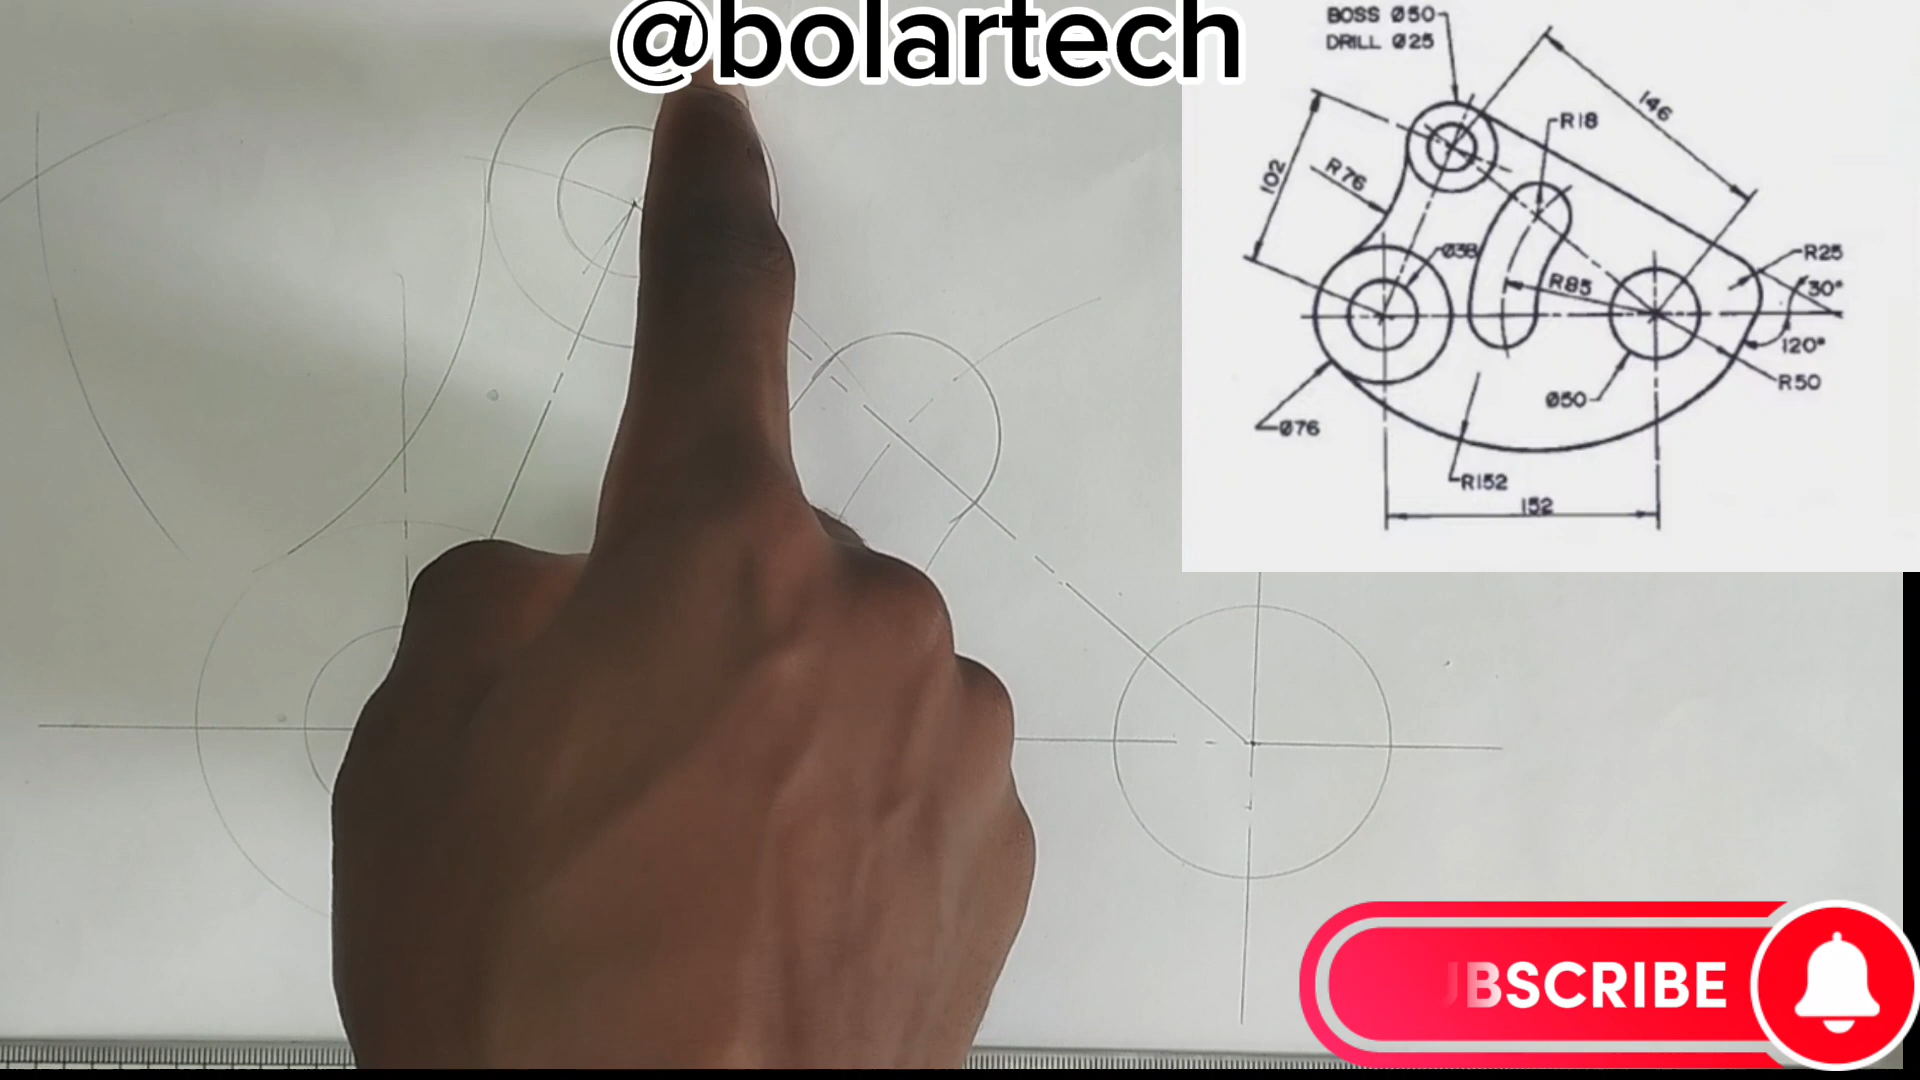 @bolartech
BOSS Ø50
DRILL Ø25
146
R18
102
R76
Ø38
R85
R25
30°
120°
R50
Ø50
Ø76
R152
152
UBSCRIBE